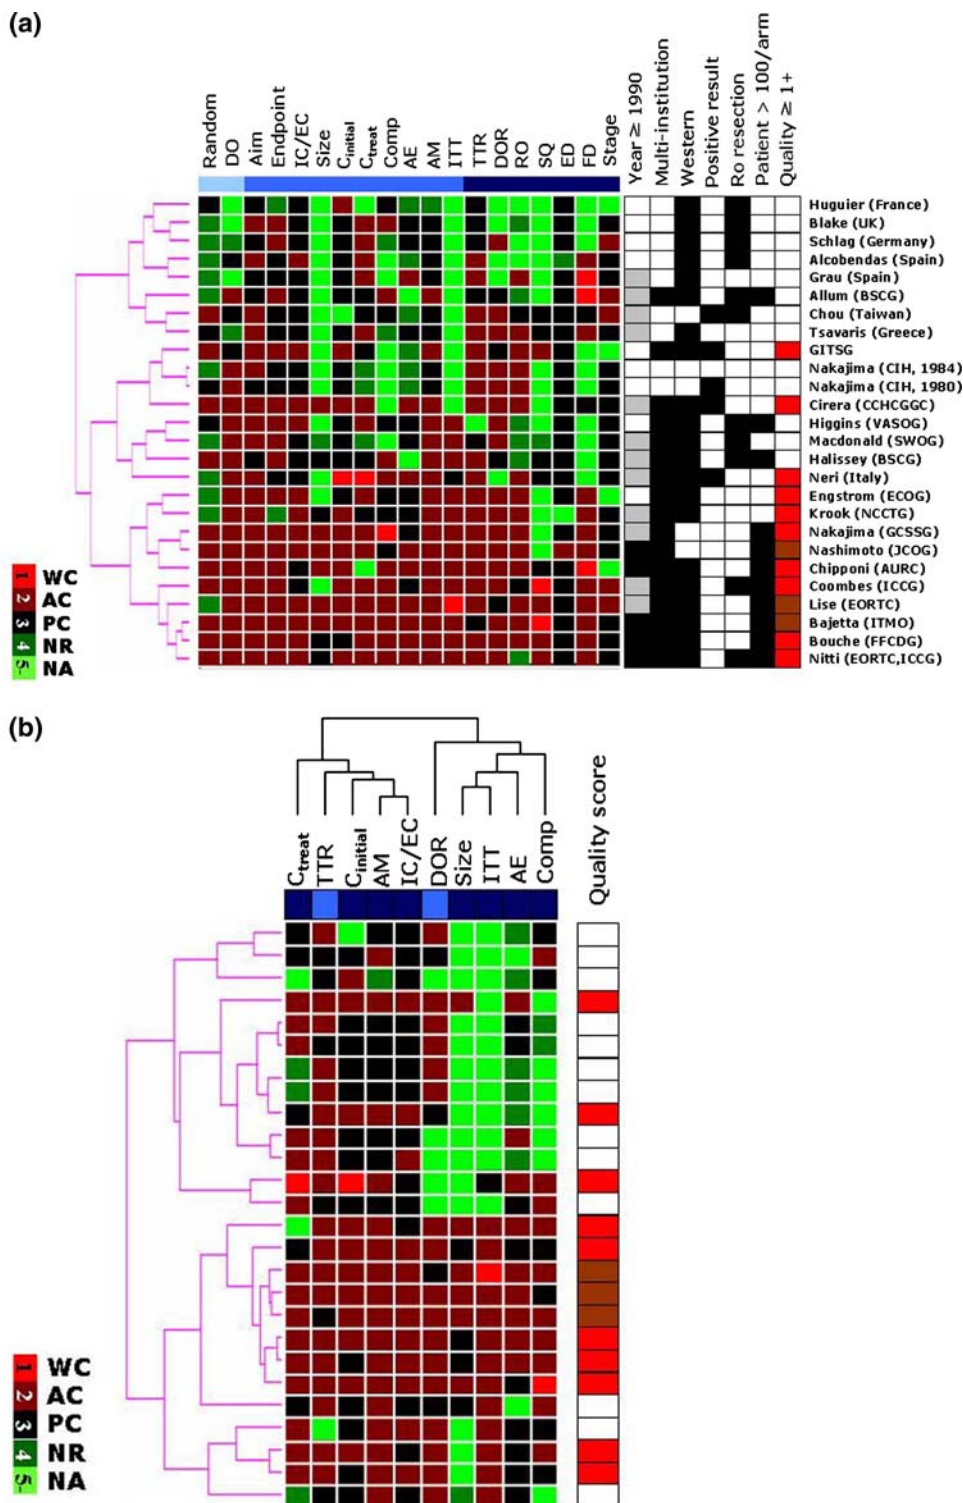 (a)
Random
DO
Aim
Endpoint
IC/EC
Size
Cinitial
Ctreat
Comp
AE
AM
ITT
TTR
DOR
RO
SQ
ED
FD
Stage
Year ≥ 1990
Multi-institution
Western
Positive result
Ro resection
Patient > 100/arm
Quality ≥ 1+
Huguier (France)
Blake (UK)
Schlag (Germany)
Alcobendas (Spain)
Grau (Spain)
Allum (BSCG)
Chou (Taiwan)
Tsavaris (Greece)
GITSG
Nakajima (CIH, 1984)
Nakajima (CIH, 1980)
Cirera (CCHCGGC)
Higgins (VASOG)
Macdonald (SWOG)
Halissey (BSCG)
Neri (Italy)
Engstrom (ECOG)
Krook (NCCTG)
Nakajima (GCSSG)
Nashimoto (JCOG)
Chipponi (AURC)
Coombes (ICCG)
Lise (EORTC)
Bajetta (ITMO)
Bouche (FFCDG)
Nitti (EORTC,ICCG)
1 WC
2 AC
3 PC
4 NR
5- NA
(b)
Ctreat
TTR
Cinitial
AM
IC/EC
DOR
Size
ITT
AE
Comp
Quality score
1 WC
2 AC
3 PC
4 NR
5- NA